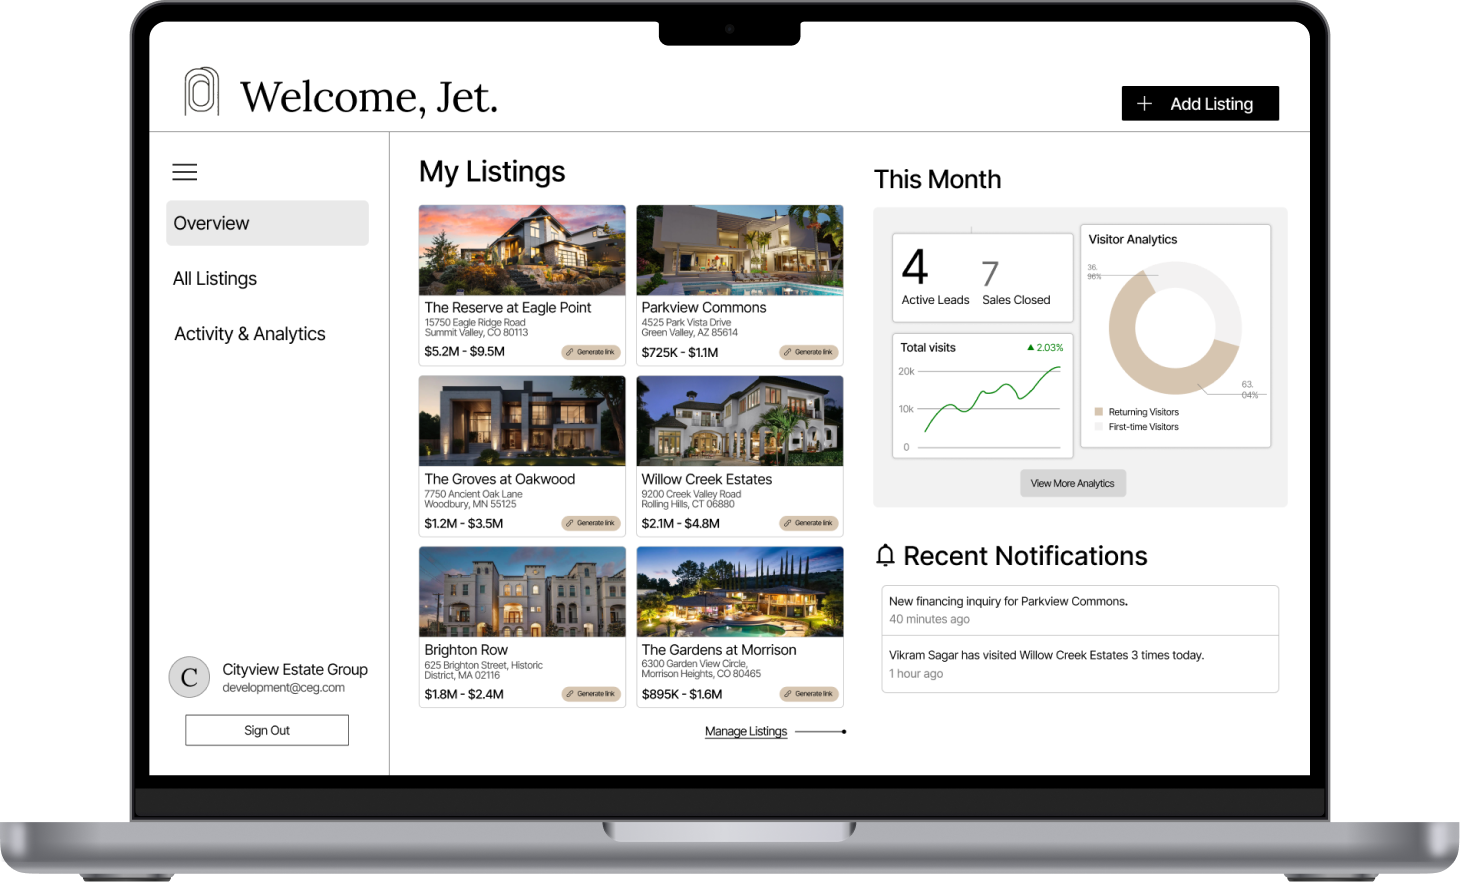 Welcome, Jet.
+ Add Listing
Overview
All Listings
Activity & Analytics
C
Cityview Estate Group
development@ceg.com
Sign Out
My Listings
The Reserve at Eagle Point
15750 Eagle Ridge Road
Summit Valley, CO 80113
$5.2M - $9.5M
Generate link
Parkview Commons
4525 Park Vista Drive
Green Valley, AZ 85614
$725K - $1.1M
Generate link
The Groves at Oakwood
7750 Ancient Oak Lane
Woodbury, MN 55125
$1.2M - $3.5M
Generate link
Willow Creek Estates
9200 Creek Valley Road
Rolling Hills, CT 06880
$2.1M - $4.8M
Generate link
Brighton Row
625 Brighton Street, Historic
District, MA 02116
$1.8M - $2.4M
Generate link
The Gardens at Morrison
6300 Garden View Circle,
Morrison Heights, CO 80465
$895K - $1.6M
Generate link
Manage Listings
This Month
4
Active Leads
7
Sales Closed
Total visits
▲ 2.03%
20k
10k
0
Visitor Analytics
36.
96%
63.
04%
Returning Visitors
First-time Visitors
View More Analytics
Recent Notifications
New financing inquiry for Parkview Commons.
40 minutes ago
Vikram Sagar has visited Willow Creek Estates 3 times today.
1 hour ago